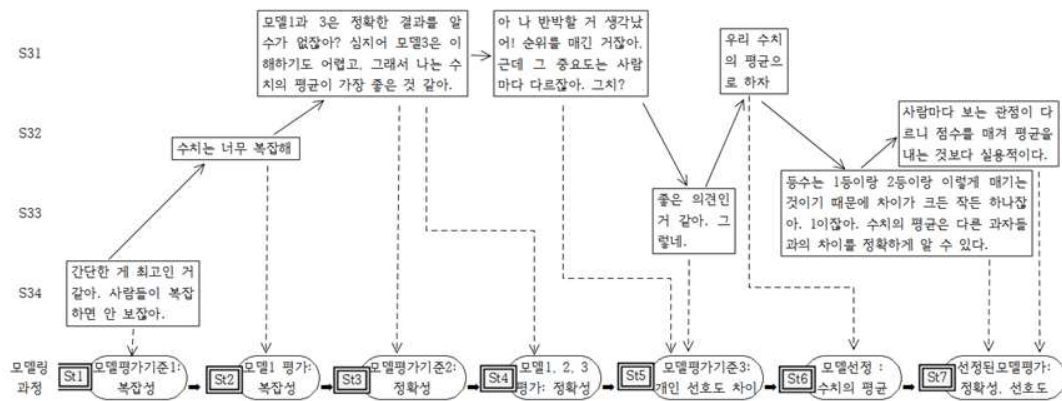 S31
S32
S33
S34
모델링
과정
간단한 게 최고인 거
같아. 사람들이 복잡
하면 안 보잖아.
수치는 너무 복잡해
모델1과 3은 정확한 결과를 알
수가 없잖아? 심지어 모델3은 이
해하기도 어렵고, 그래서 나는 수
치의 평균이 가장 좋은 것 같아.
아 나 반박할 거 생각났
어! 순위를 매긴 거잖아.
근데 그 중요도는 사람
마다 다르잖아. 그치?
좋은 의견인
거 같아. 그
렇네.
우리 수치
의 평균으
로 하자
등수는 1등이랑 2등이랑 이렇게 매기는
것이기 때문에 차이가 크든 작든 하나잖
아. 1이잖아. 수치의 평균은 다른 과자들
과의 차이를 정확하게 알 수 있다.
사람마다 보는 관점이 다
르니 점수를 매겨 평균을
내는 것보다 실용적이다.
St1
모델평가기준1:
복잡성
St2
모델1 평가:
복잡성
St3
모델평가기준2:
정확성
St4
모델1, 2, 3
평가: 정확성
St5
모델평가기준3:
개인 선호도 차이
St6
모델선정 :
수치의 평균
St7
선정된모델평가:
정확성, 선호도